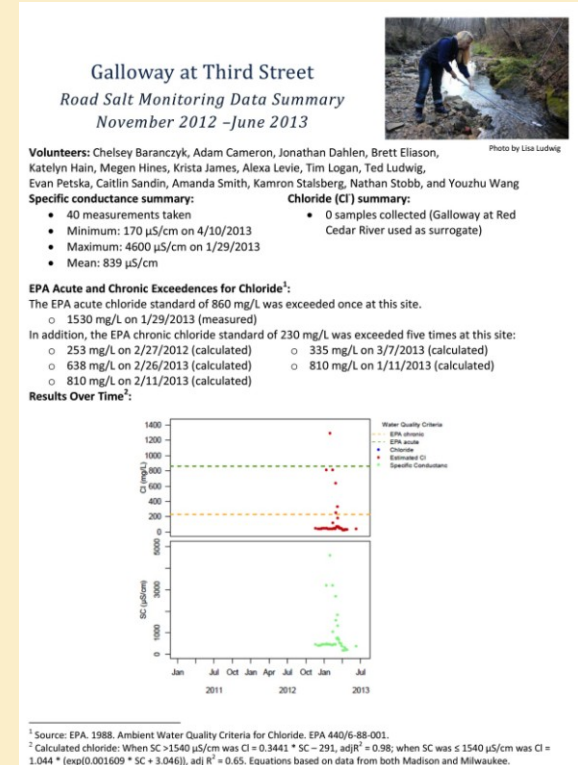 Galloway at Third Street
Road Salt Monitoring Data Summary
November 2012 –June 2013
Photo by Lisa Ludwig
Volunteers: Chelsey Baranczyk, Adam Cameron, Jonathan Dahlen, Brett Eliason,
Katelyn Hain, Megen Hines, Krista James, Alexa Levie, Tim Logan, Ted Ludwig,
Evan Petska, Caitlin Sandin, Amanda Smith, Kamron Stalsberg, Nathan Stobb, and Youzhu Wang
Specific conductance summary:
• 40 measurements taken
• Minimum: 170 µS/cm on 4/10/2013
• Maximum: 4600 µS/cm on 1/29/2013
• Mean: 839 µS/cm
Chloride (Cl⁻) summary:
• 0 samples collected (Galloway at Red
Cedar River used as surrogate)
EPA Acute and Chronic Exceedences for Chloride¹:
The EPA acute chloride standard of 860 mg/L was exceeded once at this site.
o 1530 mg/L on 1/29/2013 (measured)
In addition, the EPA chronic chloride standard of 230 mg/L was exceeded five times at this site:
o 253 mg/L on 2/27/2012 (calculated)
o 638 mg/L on 2/26/2013 (calculated)
o 810 mg/L on 2/11/2013 (calculated)
o 335 mg/L on 3/7/2013 (calculated)
o 810 mg/L on 1/11/2013 (calculated)
Results Over Time²:
Water Quality Criteria
EPA chronic
EPA acute
Chloride
Estimated Cl
Specific Conductanc
Cl (mg/L)
1400
1200
1000
800
600
400
200
0
SC (µS/cm)
5000
3000
1000
0
Jan Jul Oct Jan Apr Jul Oct Jan Jul
2011 2012 2013
¹ Source: EPA. 1988. Ambient Water Quality Criteria for Chloride. EPA 440/6-88-001.
² Calculated chloride: When SC >1540 µS/cm was Cl = 0.3441 * SC – 291, adjR² = 0.98; when SC was ≤ 1540 µS/cm was Cl =
1.044 * (exp(0.001609 * SC + 3.046)), adj R² = 0.65. Equations based on data from both Madison and Milwaukee.